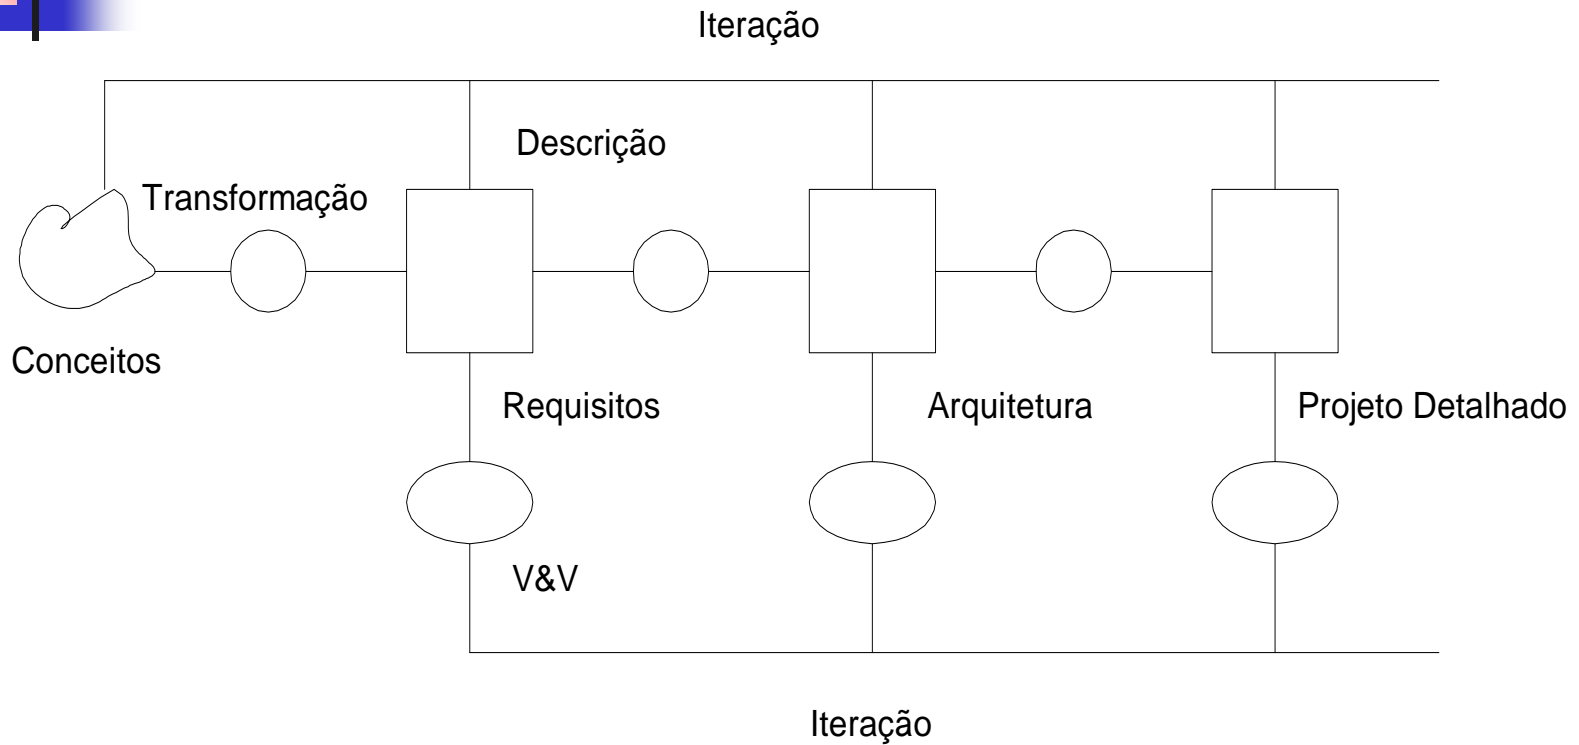 Iteração
Descrição
Transformação
Conceitos
Requisitos
Arquitetura
Projeto Detalhado
V&V
Iteração